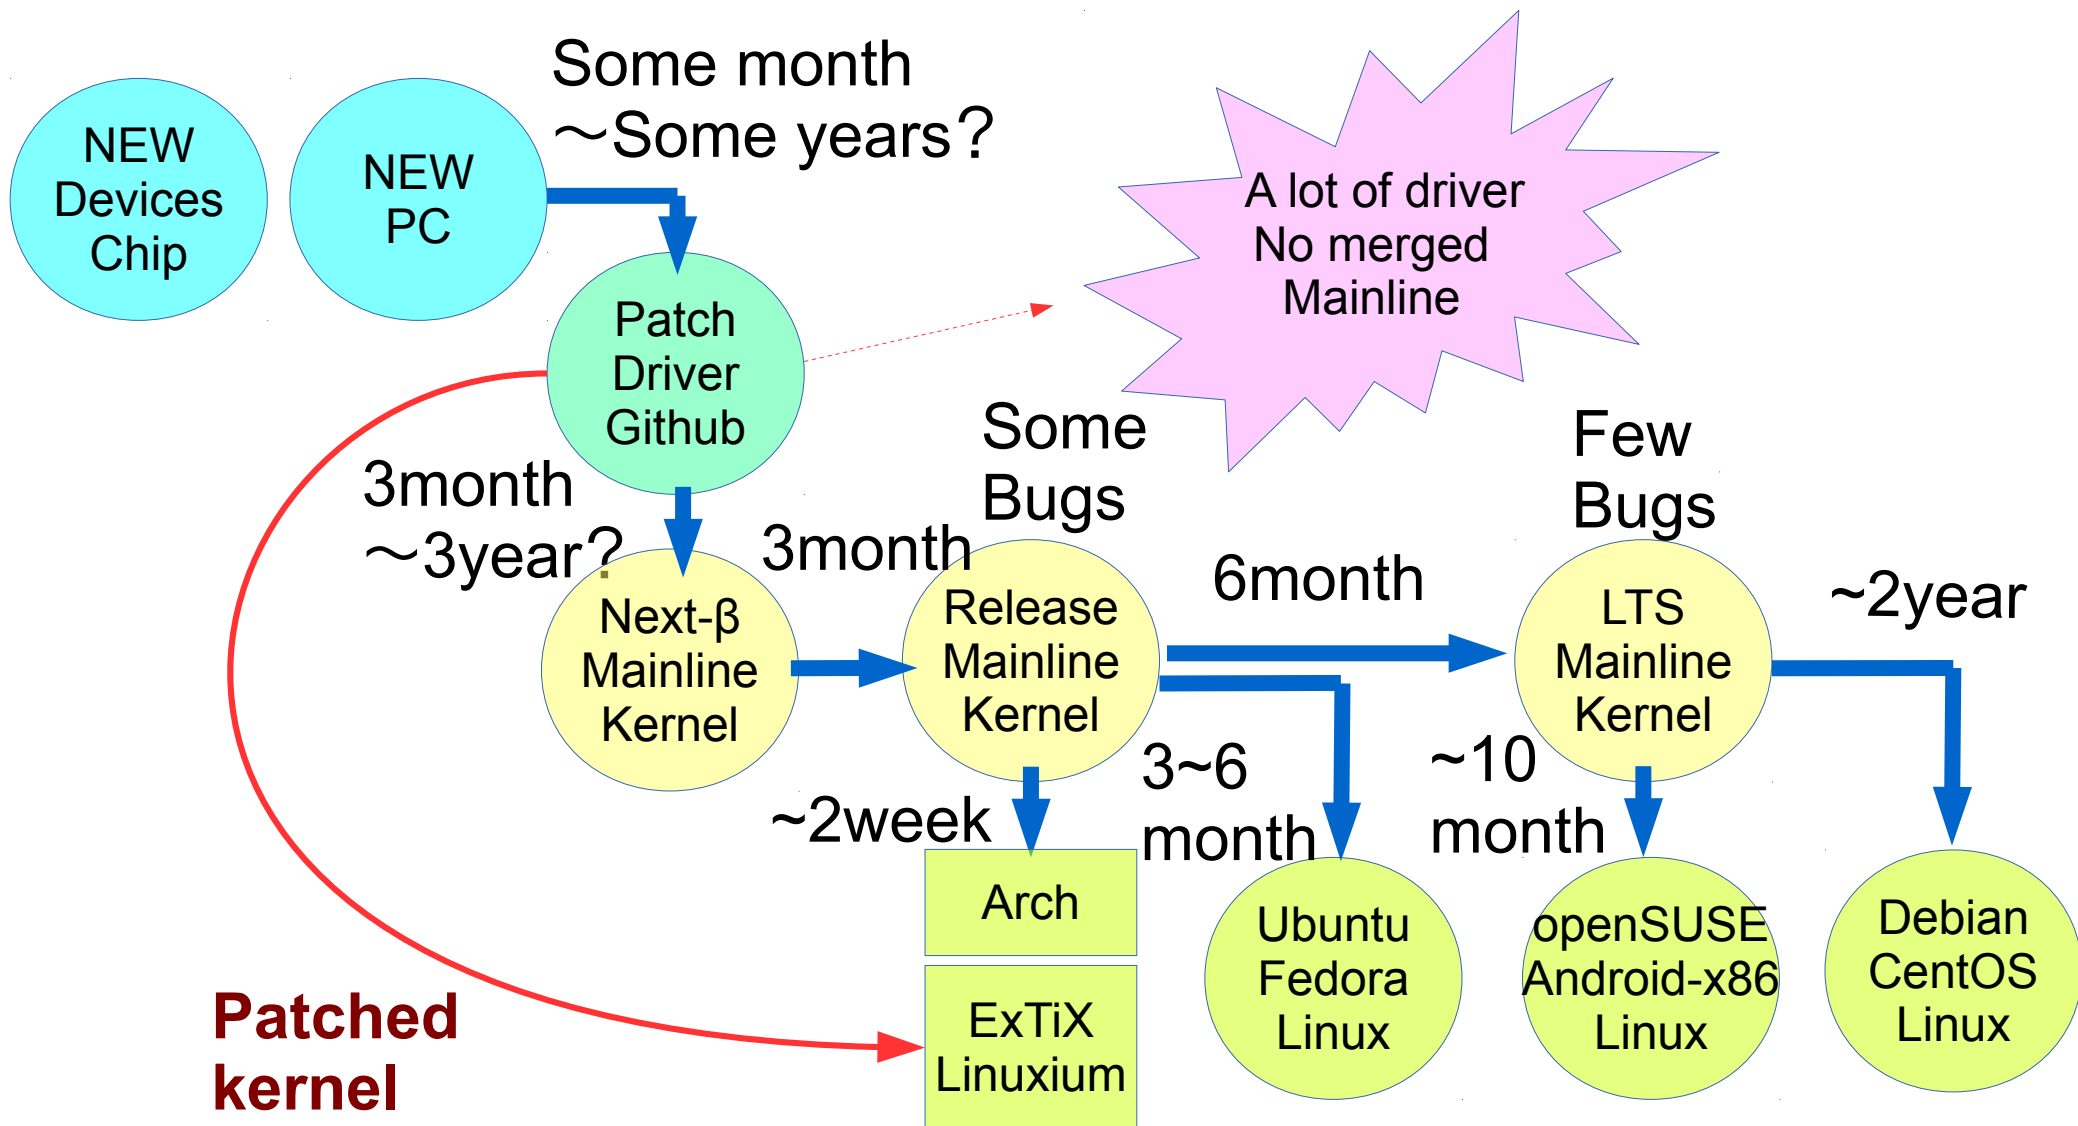 NEW
Devices
Chip
NEW
PC
Some month
～Some years？
A lot of driver
No merged
Mainline
Patch
Driver
Github
3month
～3year？
3month
Some
Bugs
6month
Few
Bugs
~2year
Next-β
Mainline
Kernel
Release
Mainline
Kernel
LTS
Mainline
Kernel
~2week
3~6
month
~10
month
Arch
ExTiX
Linuxium
Ubuntu
Fedora
Linux
openSUSE
Android-x86
Linux
Debian
CentOS
Linux
Patched
kernel